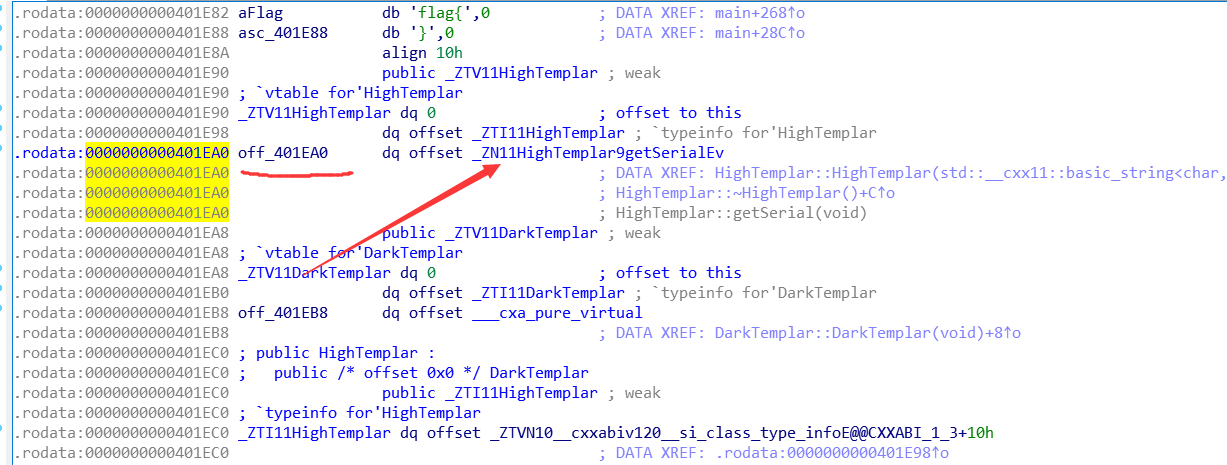 .rodata:0000000000401E82 aFlag db 'flag{',0 ; DATA XREF: main+268↑o
.rodata:0000000000401E88 asc_401E88 db '}',0 ; DATA XREF: main+28C↑o
.rodata:0000000000401E8A align 10h
.rodata:0000000000401E90 public _ZTV11HighTemplar ; weak
.rodata:0000000000401E90 ; `vtable for'HighTemplar
.rodata:0000000000401E90 _ZTV11HighTemplar dq 0 ; offset to this
.rodata:0000000000401E98 dq offset _ZTI11HighTemplar ; `typeinfo for'HighTemplar
.rodata:0000000000401EA0 off_401EA0 dq offset _ZN11HighTemplar9getSerialEv
.rodata:0000000000401EA0 ; DATA XREF: HighTemplar::HighTemplar(std::__cxx11::basic_string<char,
.rodata:0000000000401EA0 ; HighTemplar::~HighTemplar()+C↑o
.rodata:0000000000401EA0 ; HighTemplar::getSerial(void)
.rodata:0000000000401EA8 public _ZTV11DarkTemplar ; weak
.rodata:0000000000401EA8 ; `vtable for'DarkTemplar
.rodata:0000000000401EA8 _ZTV11DarkTemplar dq 0 ; offset to this
.rodata:0000000000401EB0 dq offset _ZTI11DarkTemplar ; `typeinfo for'DarkTemplar
.rodata:0000000000401EB8 off_401EB8 dq offset ___cxa_pure_virtual
.rodata:0000000000401EB8 ; DATA XREF: DarkTemplar::DarkTemplar(void)+8↑o
.rodata:0000000000401EC0 ; public HighTemplar :
.rodata:0000000000401EC0 ; public /* offset 0x0 */ DarkTemplar
.rodata:0000000000401EC0 public _ZTI11HighTemplar ; weak
.rodata:0000000000401EC0 ; `typeinfo for'HighTemplar
.rodata:0000000000401EC0 _ZTI11HighTemplar dq offset _ZTVN10__cxxabiv120__si_class_type_infoE@@CXXABI_1_3+10h
.rodata:0000000000401EC0 ; DATA XREF: .rodata:0000000000401E98↑o